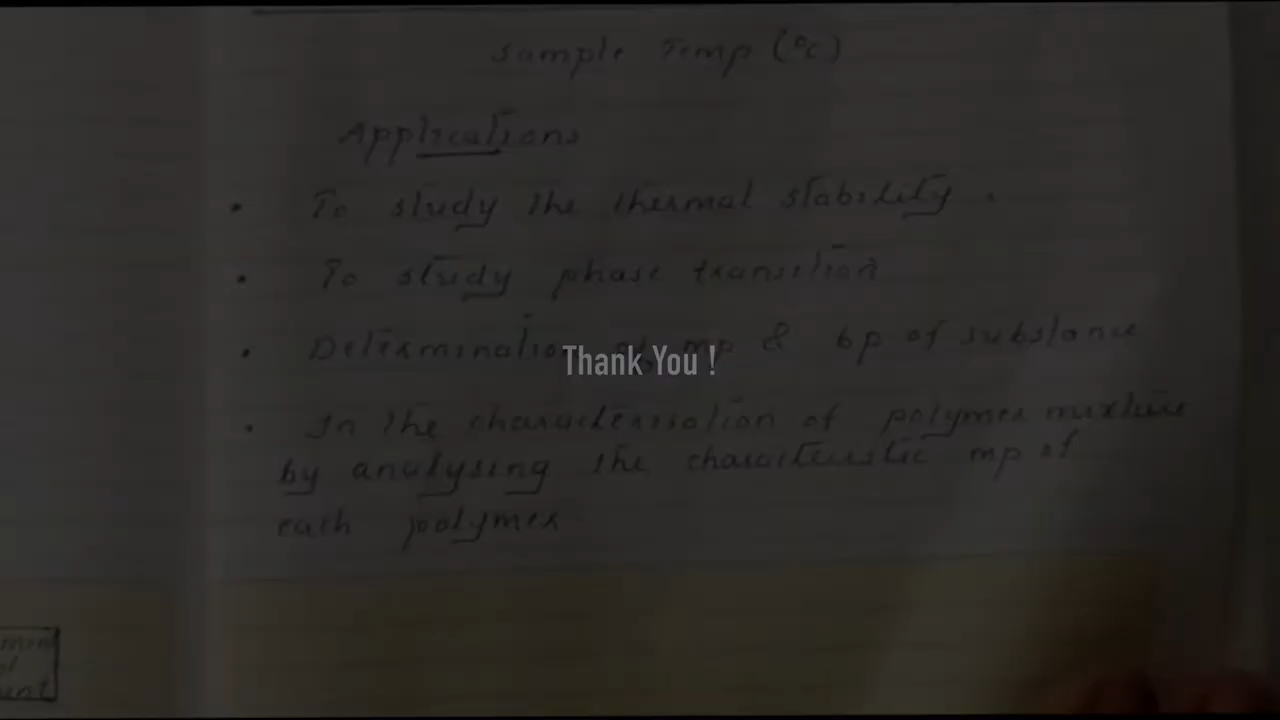 Sample Temp (°C)
Applications
• To study the thermal stability.
• To study phase transition
• Determination of mp & bp of substance
Thank You !
• In the characterisation of polymer mixture
by analysing the characteristic mp of
each polymer